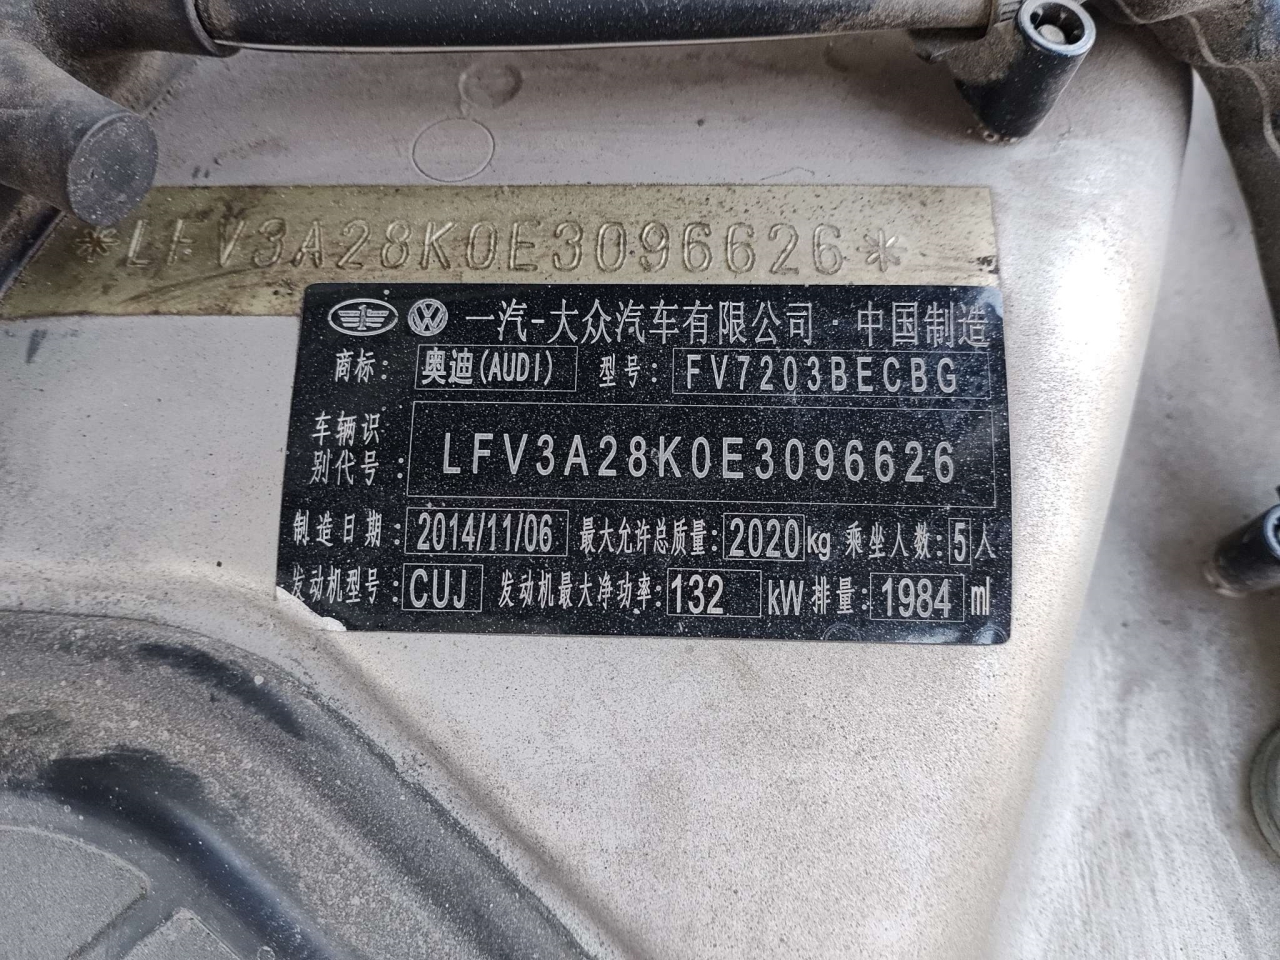 *LFV3A28K0E3096626*
一汽-大众汽车有限公司·中国制造
商标: 奥迪(AUDI) 型号: FV7203BECBG
车辆识别代号: LFV3A28K0E3096626
制造日期: 2014/11/06 最大允许总质量: 2020kg 乘坐人数: 5人
发动机型号: CUJ 发动机最大净功率: 132 kW 排量: 1984 ml